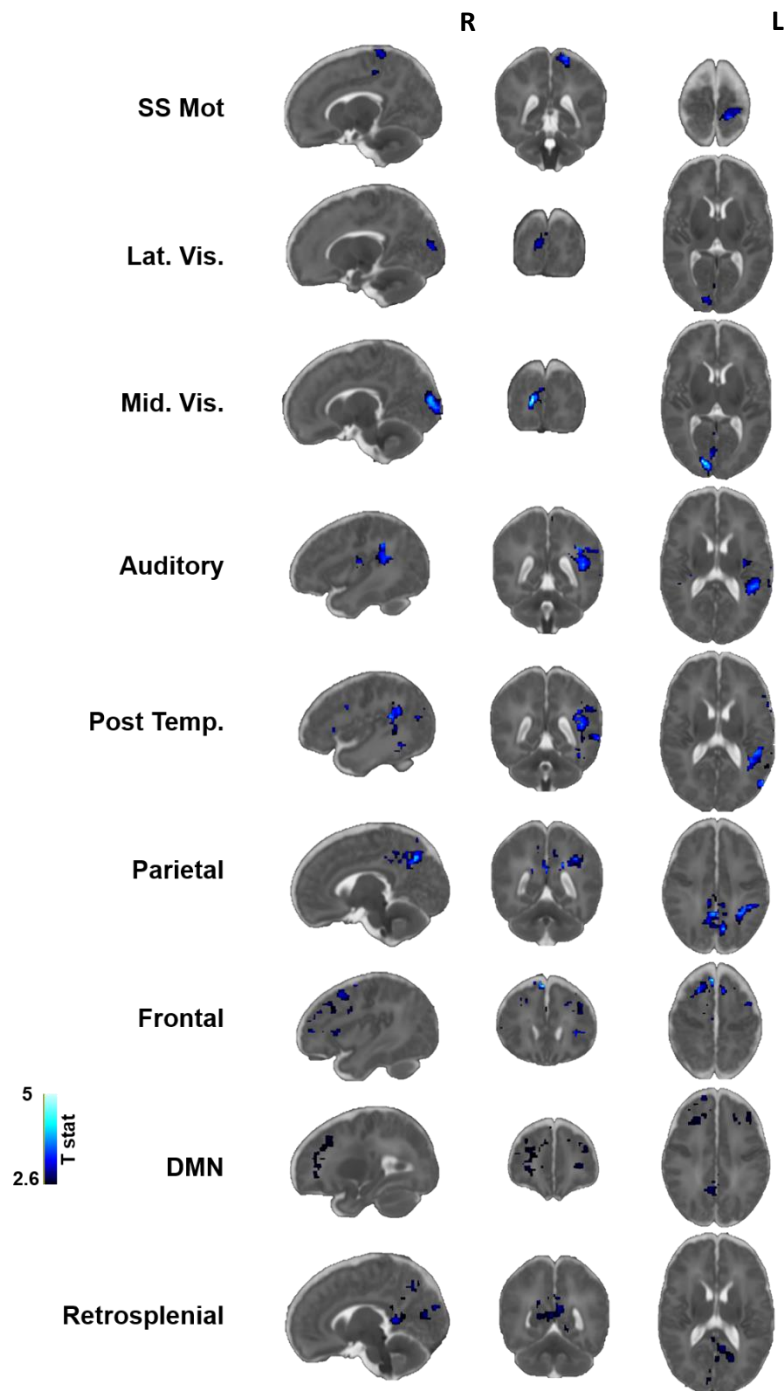 R L
SS Mot
Lat. Vis.
Mid. Vis.
Auditory
Post Temp.
Parietal
Frontal
5
T stat
2.6
DMN
Retrosplenial